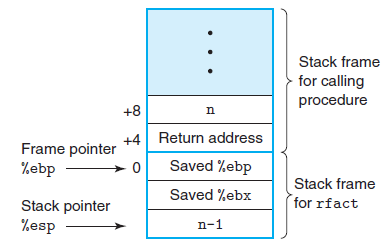 Stack frame
for calling
procedure
+8 n
+4 Return address
Frame pointer
%ebp 0 Saved %ebp
Saved %ebx
Stack frame
for rfact
Stack pointer
%esp n-1